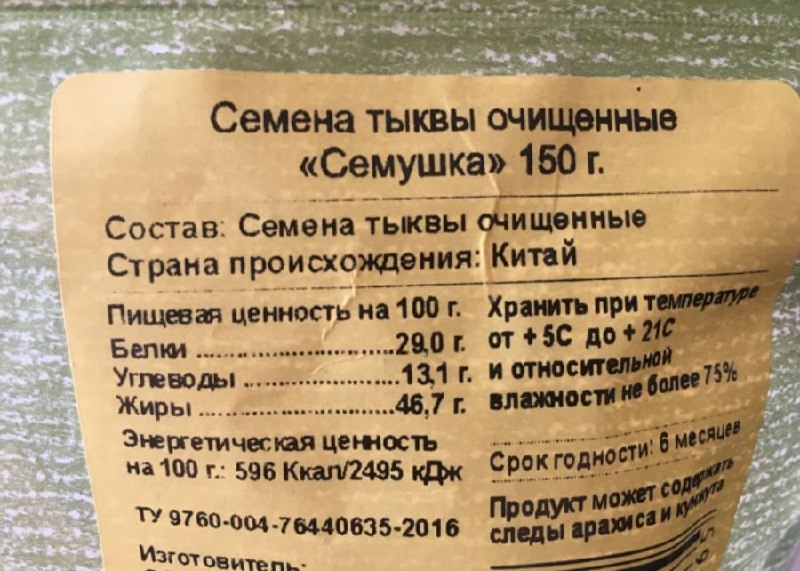 Семена тыквы очищенные
«Семушка» 150 г.
Состав: Семена тыквы очищенные
Страна происхождения: Китай
Пищевая ценность на 100 г.
Белки ..............................29,0 г.
Углеводы ........................13,1 г.
Жиры ..............................46,7 г.
Энергетическая ценность
на 100 г.: 596 Ккал/2495 кДж
ТУ 9760-004-76440635-2016
Изготовитель:
Хранить при температуре
от +5С до + 21С
и относительной
влажности не более 75%
Срок годности: 6 месяцев
Продукт может содержать
следы арахиса и кунжута